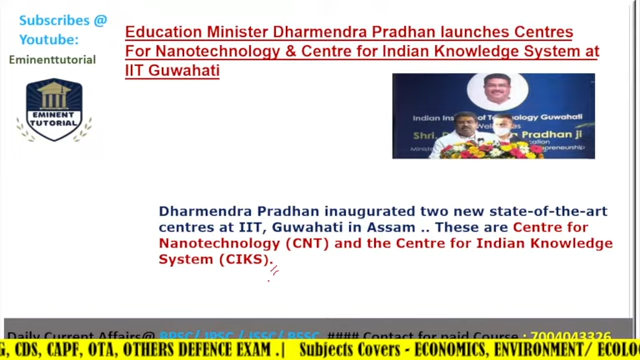 Subscribes @
Youtube:
Eminenttutorial
EMINENT
TUTORIAL
Education Minister Dharmendra Pradhan launches Centres
For Nanotechnology & Centre for Indian Knowledge System at
IIT Guwahati
Indian Institute of Technology Guwahati
Shri. Pradhan ji
Dharmendra Pradhan inaugurated two new state-of-the-art
centres at IIT, Guwahati in Assam .. These are Centre for
Nanotechnology (CNT) and the Centre for Indian Knowledge
System (CIKS).
Daily Current Affairs@ BPSC/ JPSC / JSSC/ BSSC #### Contact for paid Course : 7004043326
G, CDS, CAPF, OTA, OTHERS DEFENCE EXAM .| Subjects Covers - ECONOMICS, ENVIRONMENT/ ECOLO